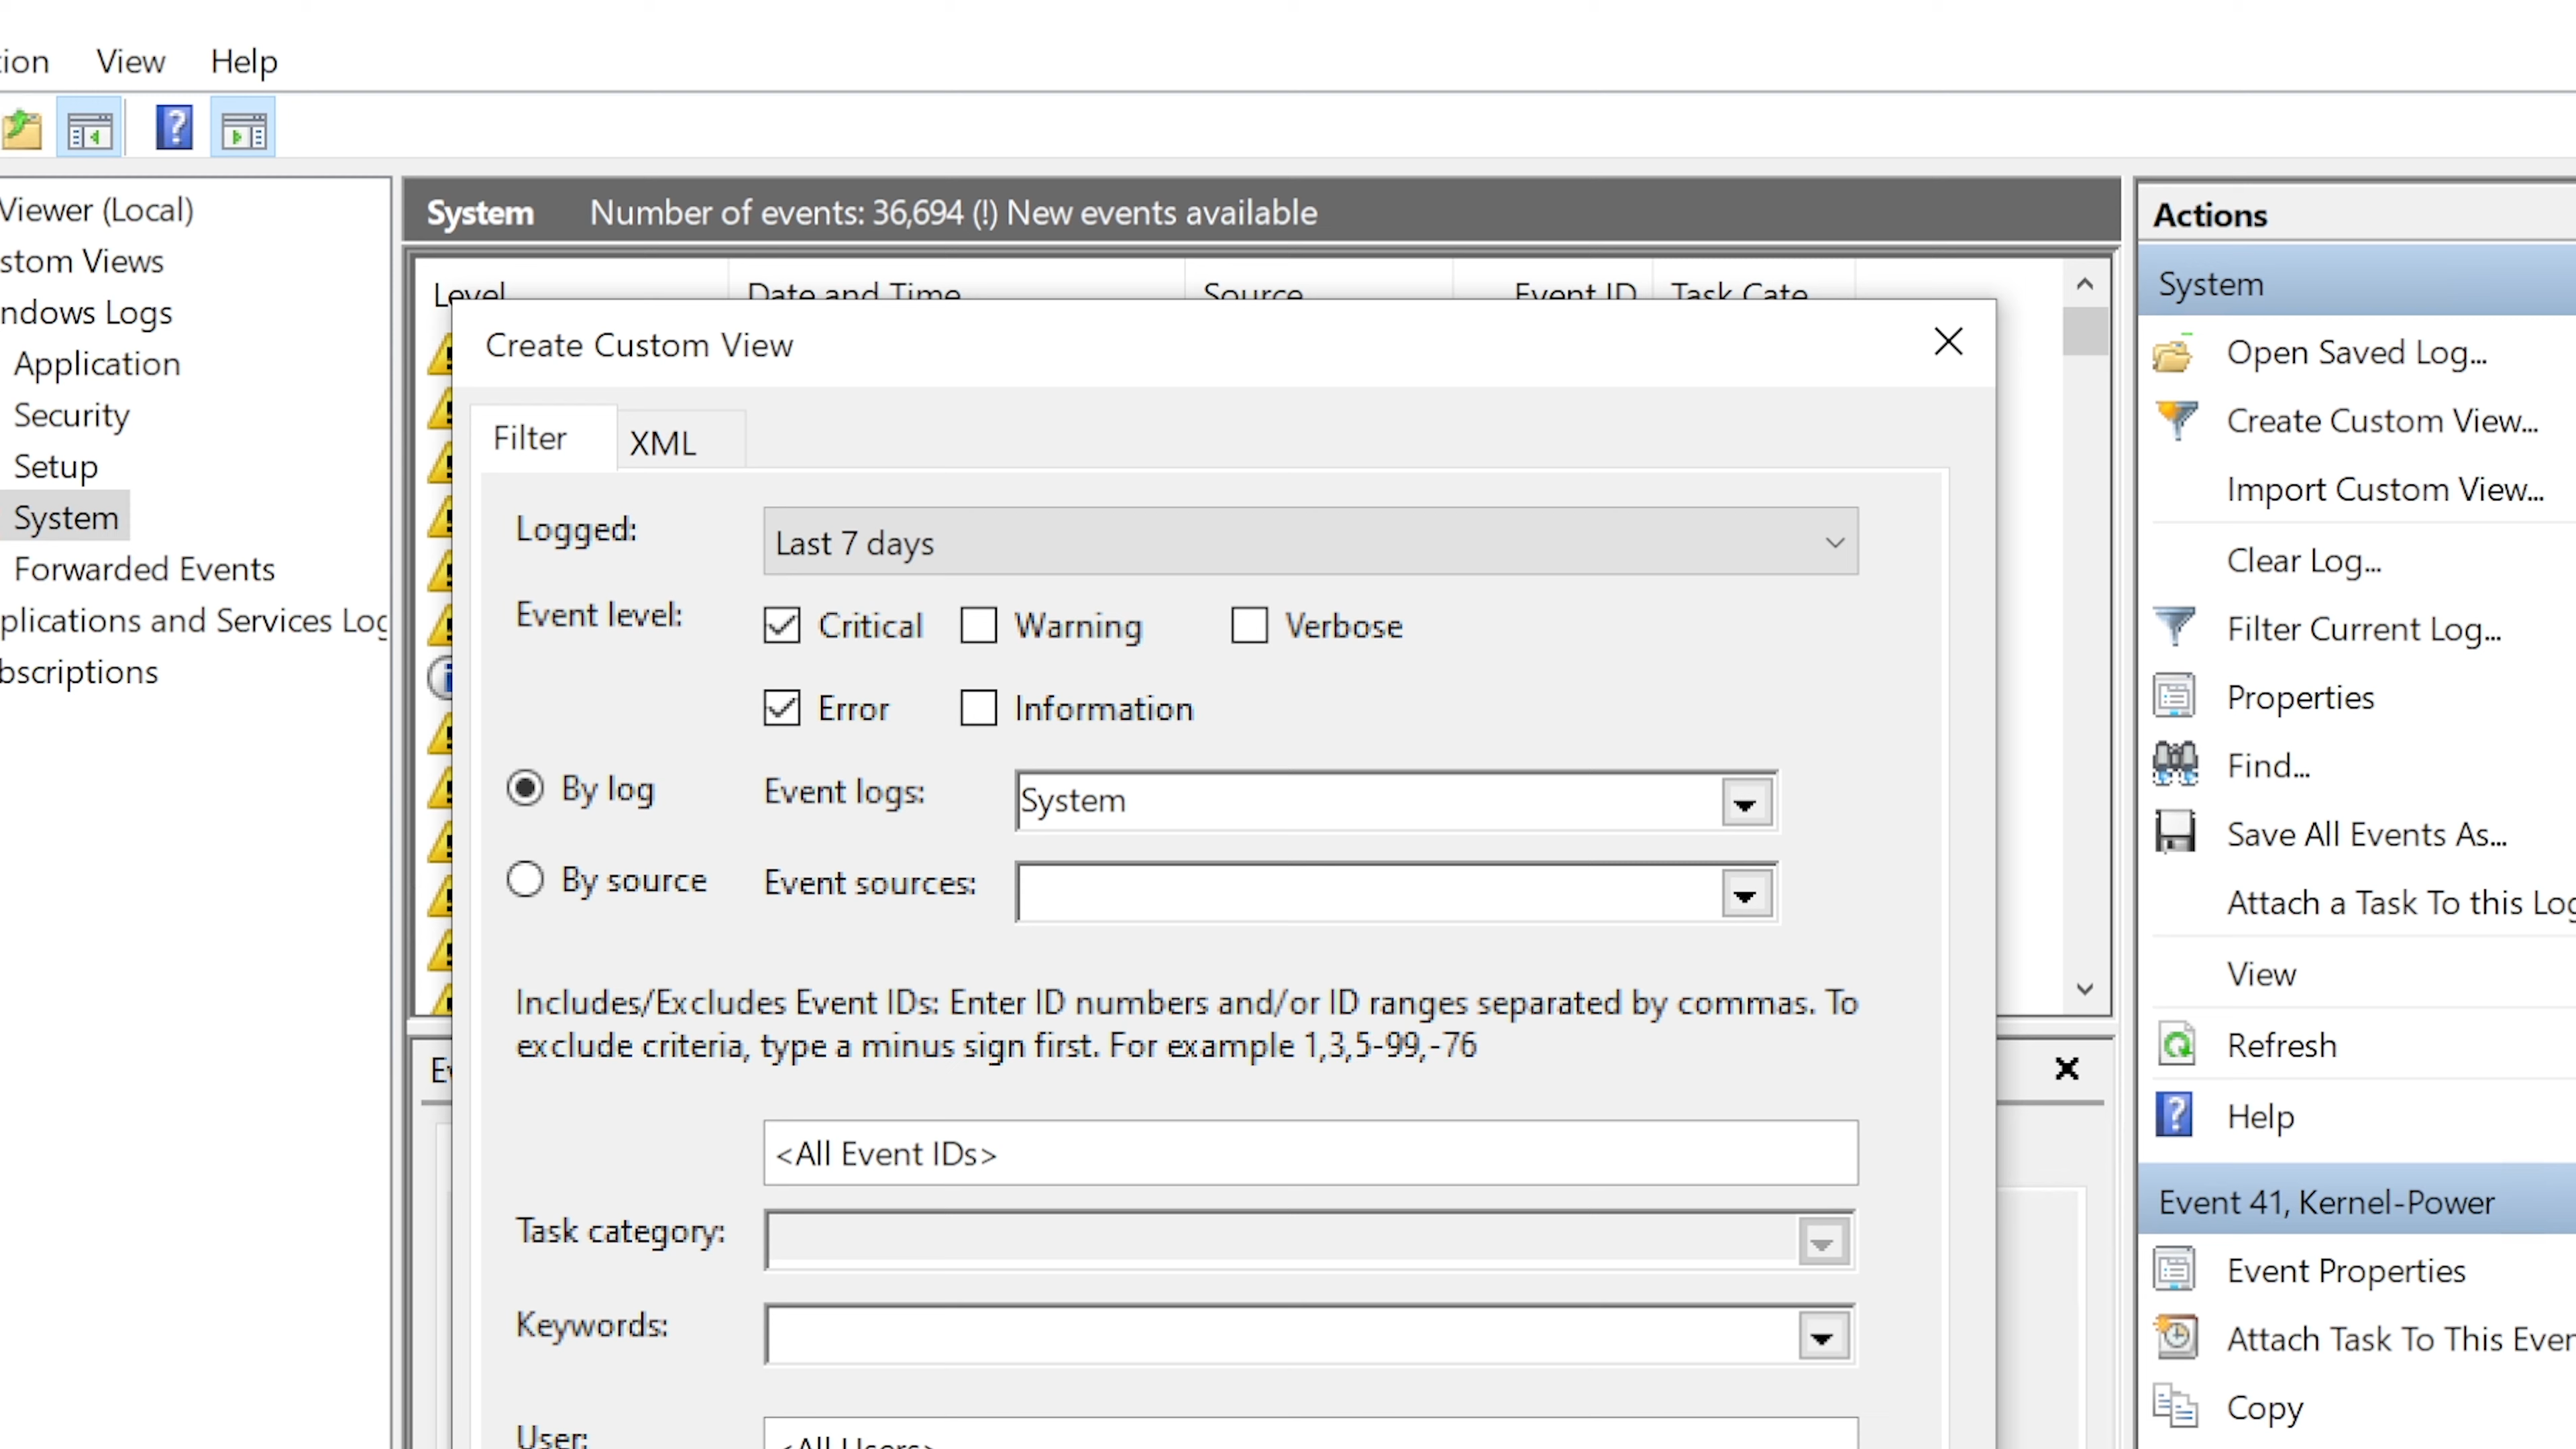 tion View Help
Viewer (Local)
stom Views
ndows Logs
Application
Security
Setup
System
Forwarded Events
plications and Services Log
bscriptions
System Number of events: 36,694 (!) New events available
Level Date and Time Source Event ID Task Cate
Create Custom View
Filter XML
Logged: Last 7 days
Event level: Critical Warning Verbose
Error Information
By log Event logs: System
By source Event sources:
Includes/Excludes Event IDs: Enter ID numbers and/or ID ranges separated by commas. To
exclude criteria, type a minus sign first. For example 1,3,5-99,-76
<All Event IDs>
Task category:
Keywords:
User: <All Users>
Ev
Actions
System
Open Saved Log...
Create Custom View...
Import Custom View...
Clear Log...
Filter Current Log...
Properties
Find...
Save All Events As...
Attach a Task To this Log
View
Refresh
Help
Event 41, Kernel-Power
Event Properties
Attach Task To This Even
Copy